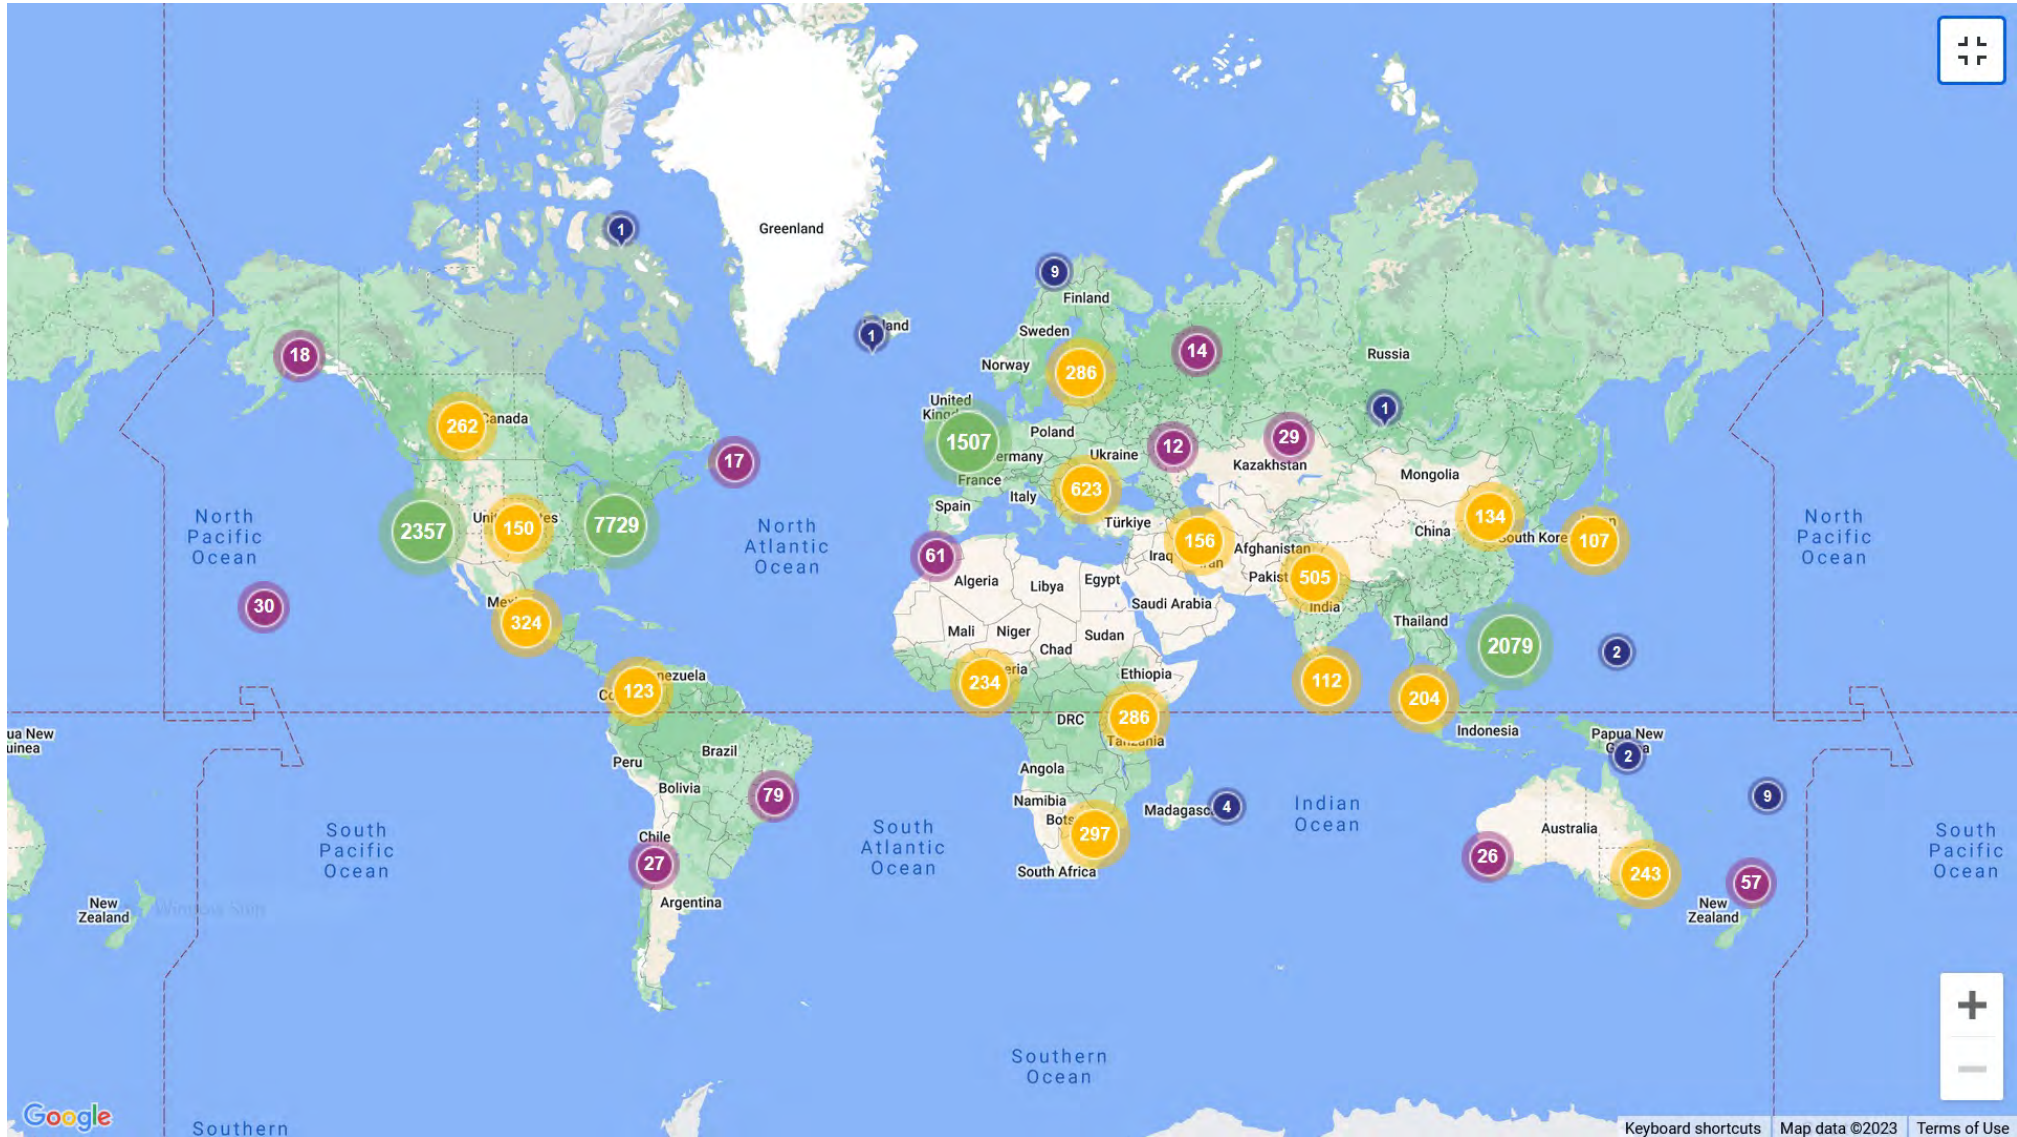 Greenland
1
9
Finland
1
Sweden
18
14
Russia
Norway
286
United
1
262
Canada
1507
Poland
12
29
17
Ukraine
Kazakhstan
Mongolia
France
623
Italy
Spain
North
Pacific
Ocean
2357
150
7729
North
Atlantic
Ocean
Türkiye
134
China
107
North
Pacific
Ocean
156
Iraq
Afghanistan
61
Algeria
Libya
Egypt
505
30
324
Saudi Arabia
India
Mali
Niger
Sudan
Chad
Thailand
2079
2
123
234
Ethiopia
112
204
286
DRC
Tanzania
Indonesia
Papua New
2
Brazil
Peru
Angola
Bolivia
79
Namibia
4
Indian
Ocean
9
Chile
297
Australia
South
Pacific
Ocean
South
Atlantic
Ocean
South
Pacific
Ocean
27
South Africa
26
243
57
Argentina
New
Zealand
New
Zealand
Southern
Ocean
Southern
Google
+
−
Keyboard shortcuts
Map data ©2023
Terms of Use